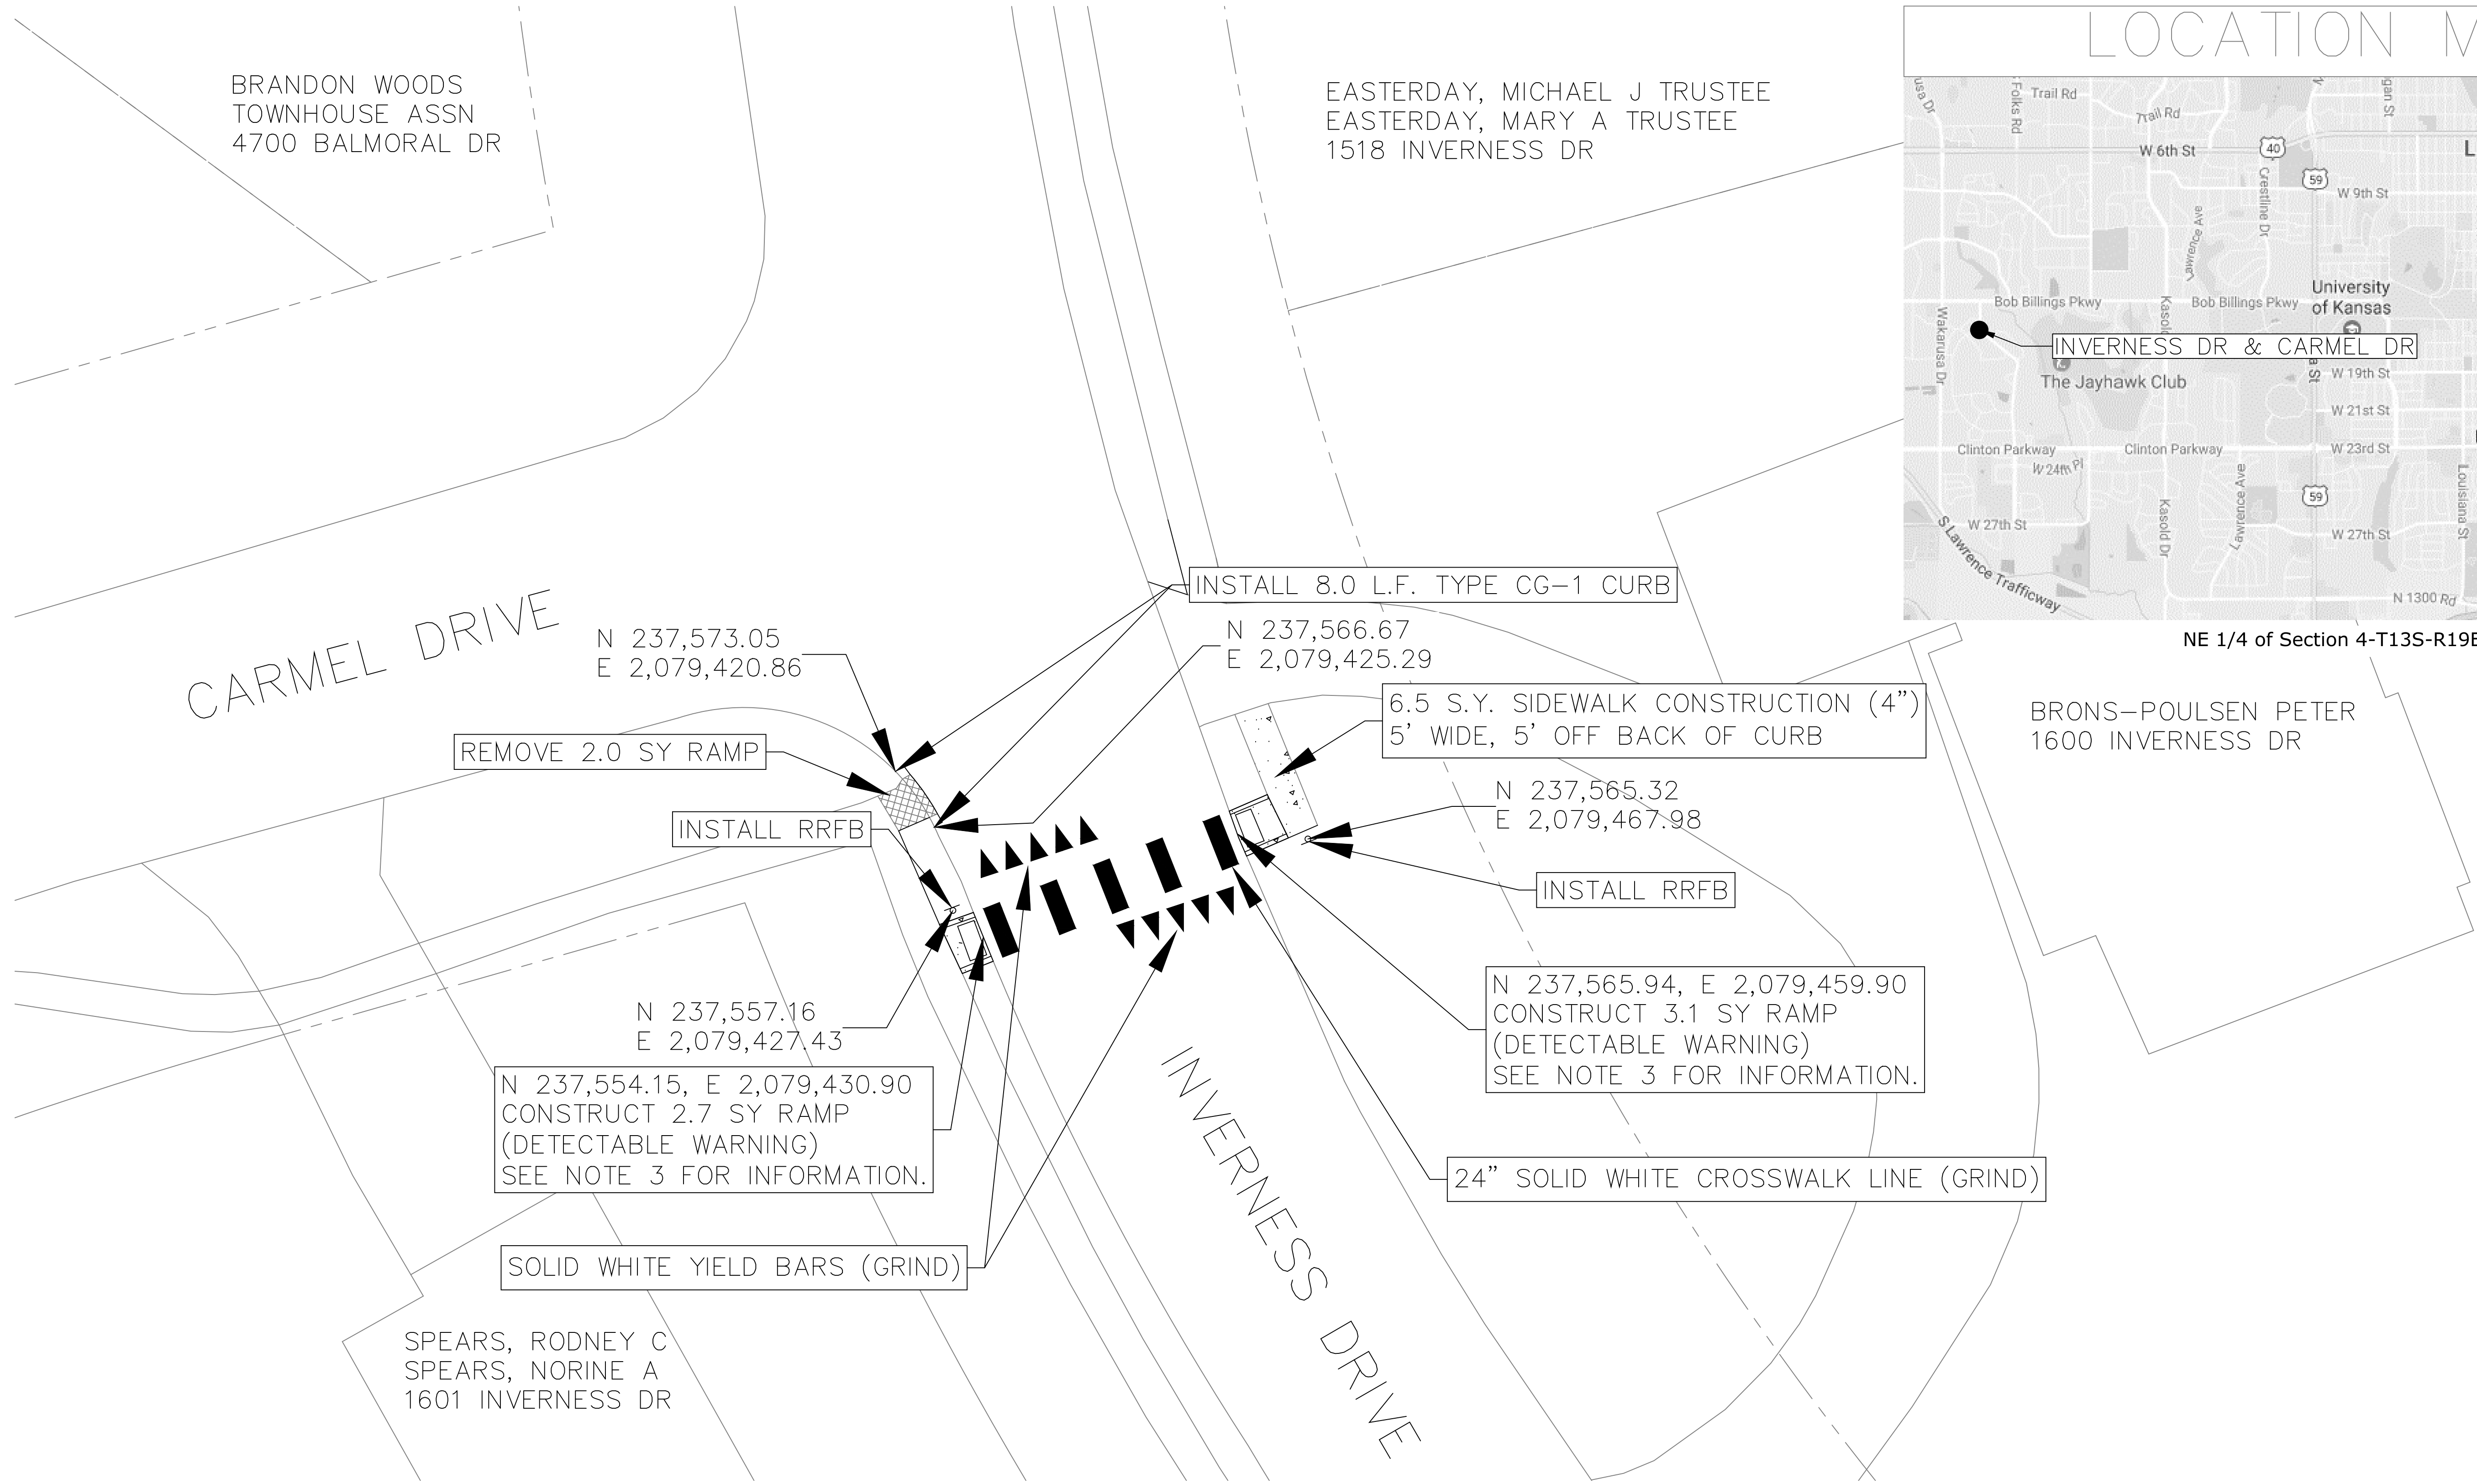 BRANDON WOODS
TOWNHOUSE ASSN
4700 BALMORAL DR
EASTERDAY, MICHAEL J TRUSTEE
EASTERDAY, MARY A TRUSTEE
1518 INVERNESS DR
LOCATION
Trail Rd
Folks Rd
Trail Rd
W 6th St
40
59
W 9th St
Crestline Dr
Lawrence Ave
University
of Kansas
Bob Billings Pkwy
Bob Billings Pkwy
Wakarusa Dr
INVERNESS DR & CARMEL DR
The Jayhawk Club
W 19th St
W 21st St
Clinton Parkway
Clinton Parkway
W 23rd St
W 24th Pl
59
Louisiana St
Lawrence Ave
Kasold Dr
W 27th St
W 27th St
S Lawrence Trafficway
N 1300 Rd
NE 1/4 of Section 4-T13S-R19E
INSTALL 8.0 L.F. TYPE CG-1 CURB
CARMEL DRIVE
N 237,573.05
E 2,079,420.86
N 237,566.67
E 2,079,425.29
6.5 S.Y. SIDEWALK CONSTRUCTION (4")
5' WIDE, 5' OFF BACK OF CURB
BRONS-POULSEN PETER
1600 INVERNESS DR
REMOVE 2.0 SY RAMP
INSTALL RRFB
N 237,565.32
E 2,079,467.98
INSTALL RRFB
N 237,557.16
E 2,079,427.43
N 237,565.94, E 2,079,459.90
CONSTRUCT 3.1 SY RAMP
(DETECTABLE WARNING)
SEE NOTE 3 FOR INFORMATION.
N 237,554.15, E 2,079,430.90
CONSTRUCT 2.7 SY RAMP
(DETECTABLE WARNING)
SEE NOTE 3 FOR INFORMATION.
INVERNESS DRIVE
24" SOLID WHITE CROSSWALK LINE (GRIND)
SOLID WHITE YIELD BARS (GRIND)
SPEARS, RODNEY C
SPEARS, NORINE A
1601 INVERNESS DR